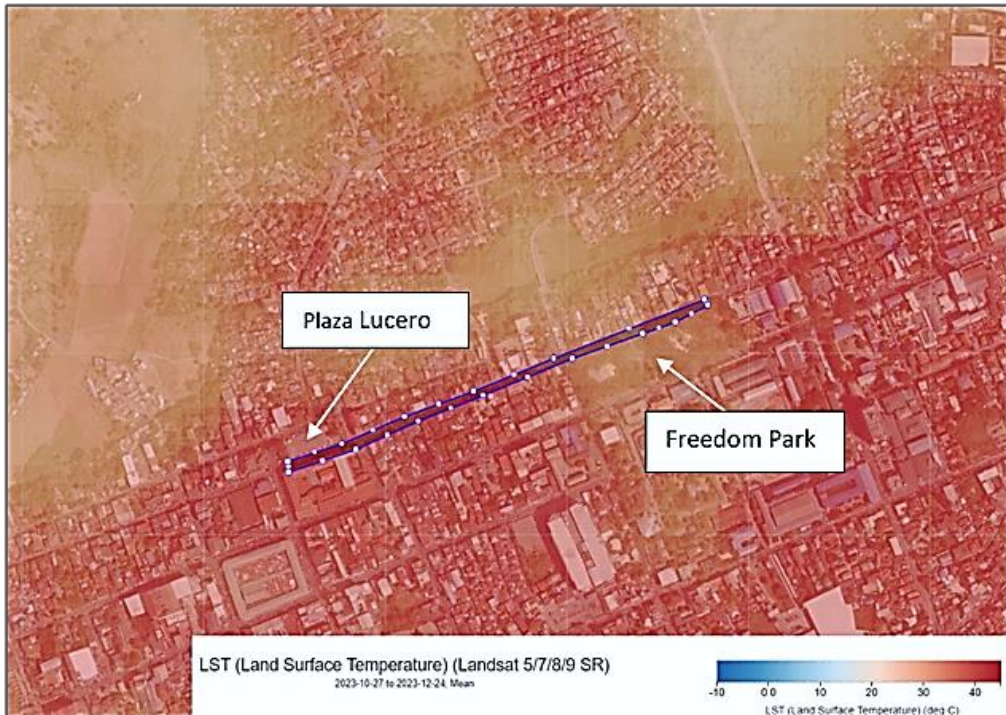 Plaza Lucero
Freedom Park
LST (Land Surface Temperature) (Landsat 5/7/8/9 SR)
2023-10-27 to 2023-12-24, Mean
-10 0 0 10 20 30 40
LST (Land Surface Temperature) (deg C)